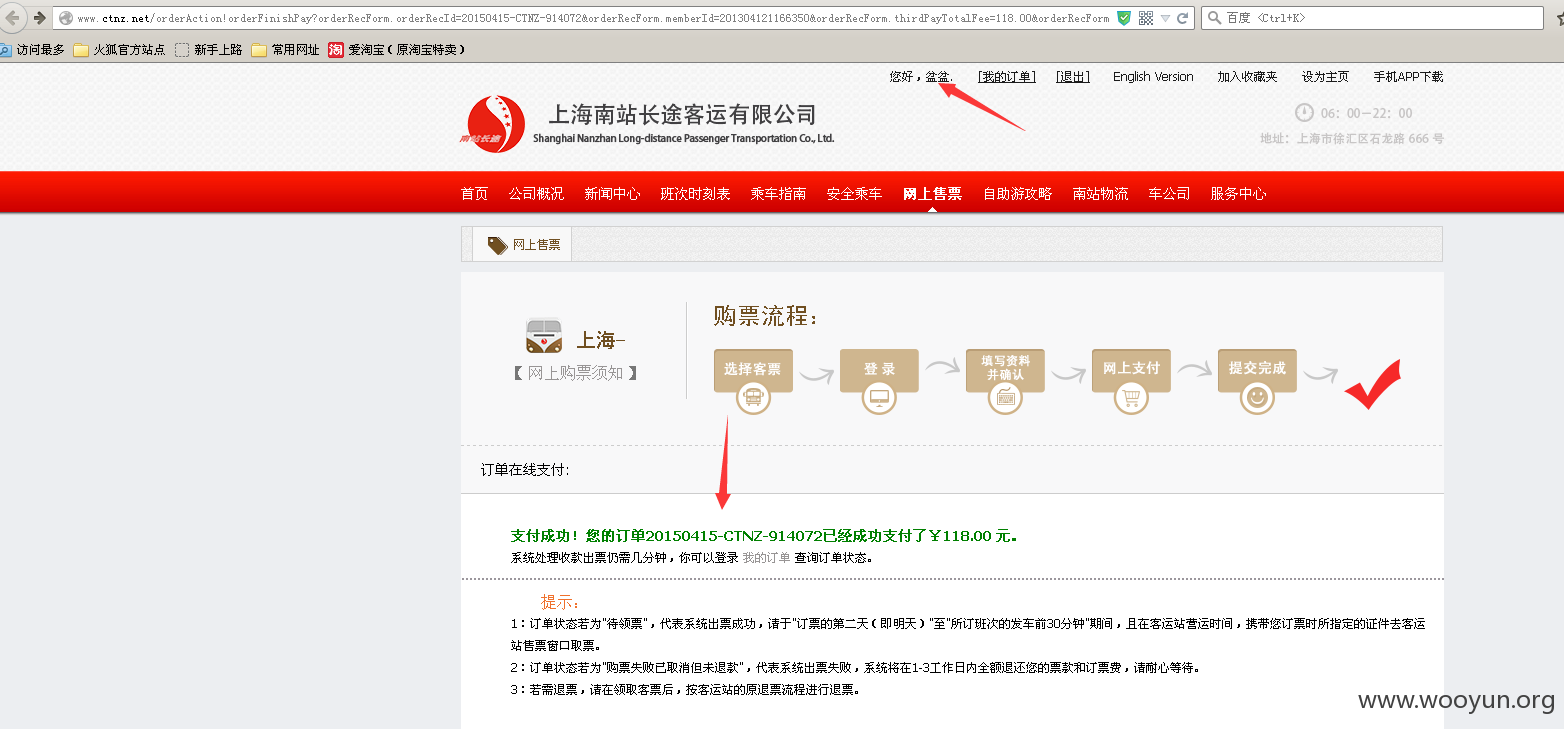 www.ctnz.net/orderAction!orderFinishPay?orderRecForm.orderRecId=20150415-CTNZ-914072&orderRecForm.memberId=201304121166350&orderRecForm.thirdPayTotalFee=118.00&orderRecForm
百度 <Ctrl+K>
访问最多 火狐官方站点 新手上路 常用网址 淘 爱淘宝（原淘宝特卖）
您好，盆盆. [我的订单] [退出] English Version 加入收藏夹 设为主页 手机APP下载
南站长途
上海南站长途客运有限公司
Shanghai Nanzhan Long-distance Passenger Transportation Co., Ltd.
06：00—22：00
地址：上海市徐汇区石龙路 666 号
首页 公司概况 新闻中心 班次时刻表 乘车指南 安全乘车 网上售票 自助游攻略 南站物流 车公司 服务中心
网上售票
上海-
【 网上购票须知 】
购票流程：
选择客票 登 录 填写资料并确认 网上支付 提交完成
订单在线支付:
支付成功！您的订单20150415-CTNZ-914072已经成功支付了￥118.00 元。
系统处理收款出票仍需几分钟，你可以登录 我的订单 查询订单状态。
提示：
1：订单状态若为"待领票"，代表系统出票成功，请于"订票的第二天（即明天）"至"所订班次的发车前30分钟"期间，且在客运站营运时间，携带您订票时所指定的证件去客运
站售票窗口取票。
2：订单状态若为"购票失败已取消但未退款"，代表系统出票失败，系统将在1-3工作日内全额退还您的票款和订票费，请耐心等待。
3：若需退票，请在领取客票后，按客运站的原退票流程进行退票。
www.wooyun.org